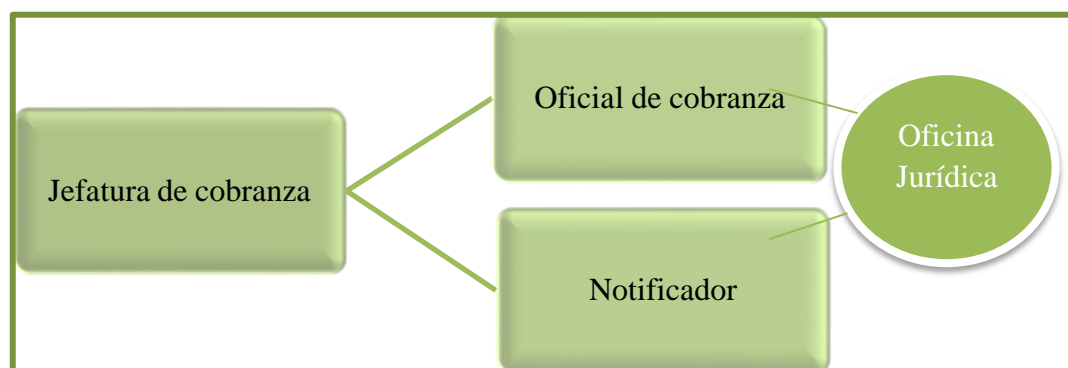 Jefatura de cobranza
Oficial de cobranza
Notificador
Oficina
Jurídica